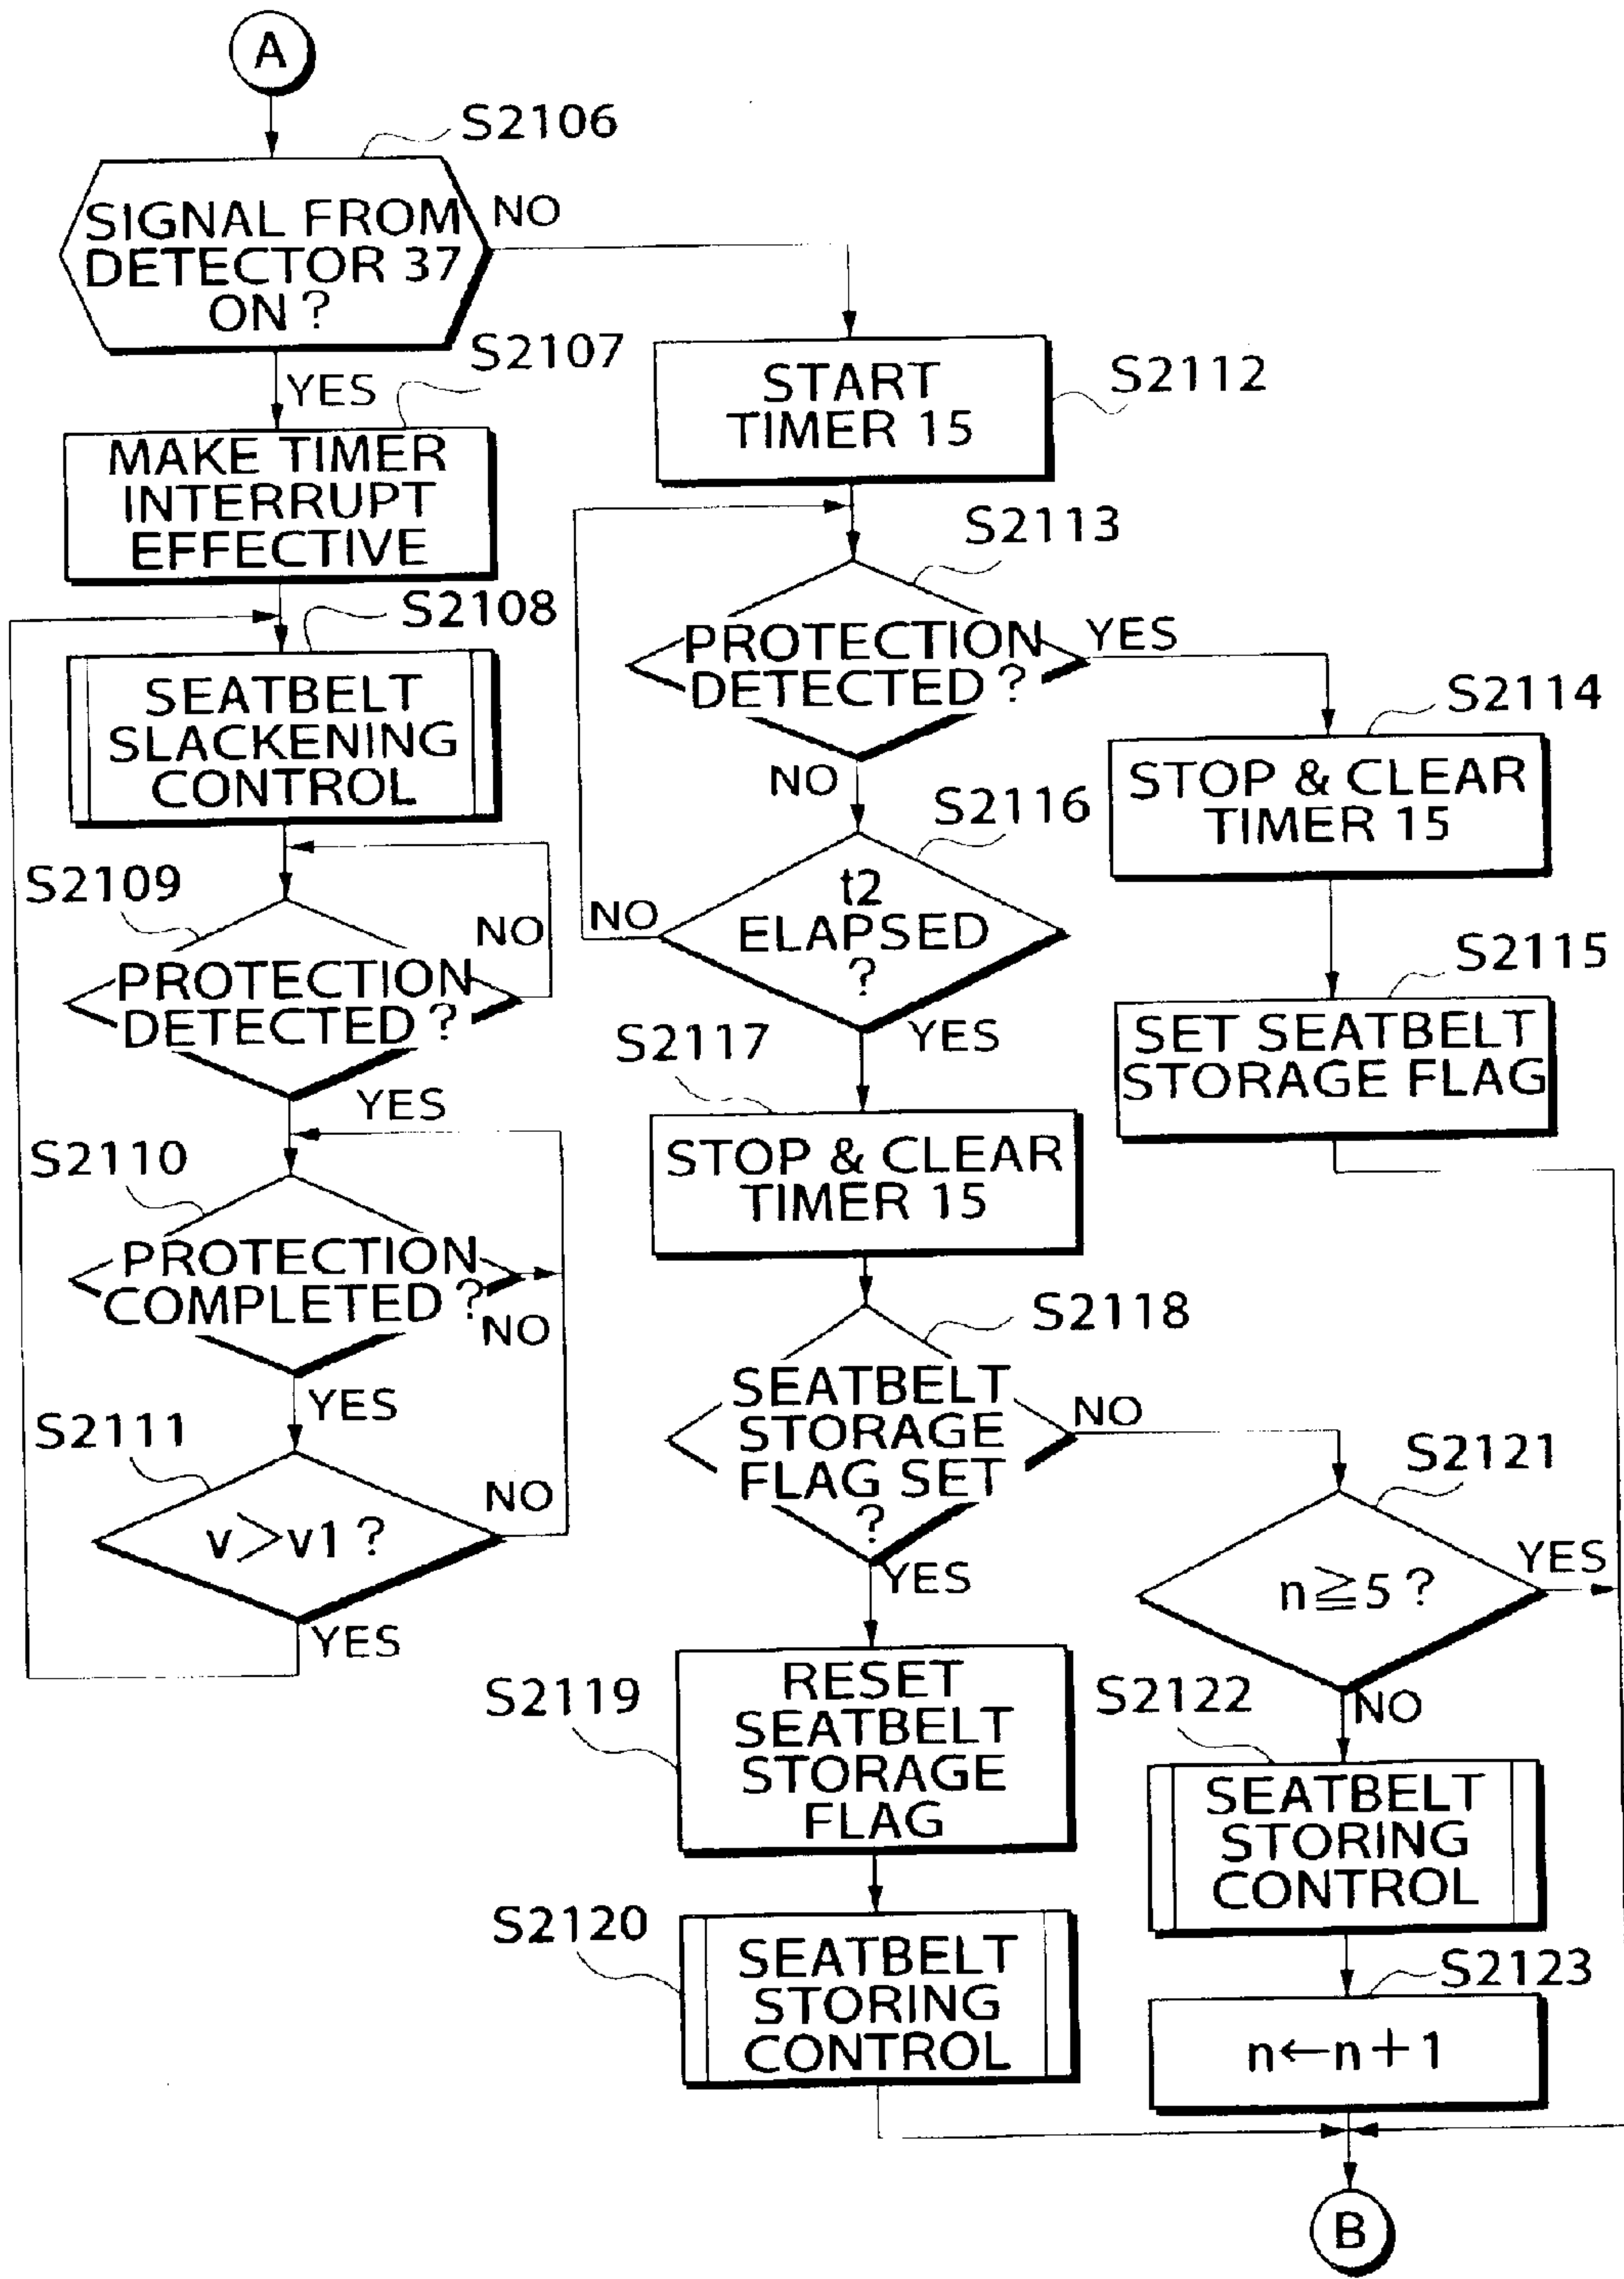 A
S2106
SIGNAL FROM
DETECTOR 37
ON ?
NO
YES
S2107
MAKE TIMER
INTERRUPT
EFFECTIVE
S2108
SEATBELT
SLACKENING
CONTROL
S2109
PROTECTION
DETECTED ?
NO
YES
S2110
PROTECTION
COMPLETED ?
NO
YES
S2111
v>v1 ?
NO
YES
START
TIMER 15
S2112
S2113
PROTECTION
DETECTED ?
YES
NO
S2114
STOP & CLEAR
TIMER 15
S2115
SET SEATBELT
STORAGE FLAG
S2116
t2
ELAPSED
?
NO
YES
S2117
STOP & CLEAR
TIMER 15
S2118
SEATBELT
STORAGE
FLAG SET
?
NO
YES
S2119
RESET
SEATBELT
STORAGE
FLAG
S2120
SEATBELT
STORING
CONTROL
S2121
n≧5 ?
YES
NO
S2122
SEATBELT
STORING
CONTROL
S2123
n←n+1
B